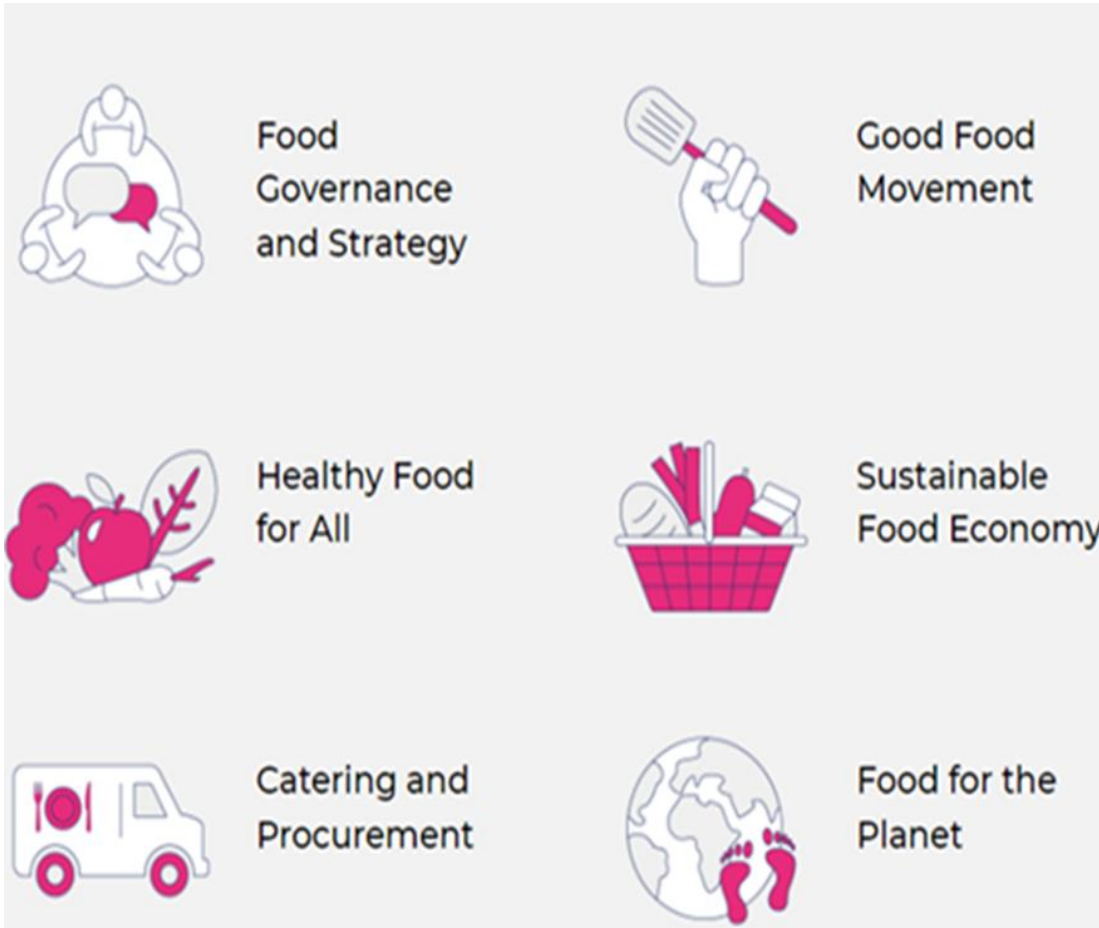 Food
Governance
and Strategy
Good Food
Movement
Healthy Food
for All
Sustainable
Food Economy
Catering and
Procurement
Food for the
Planet